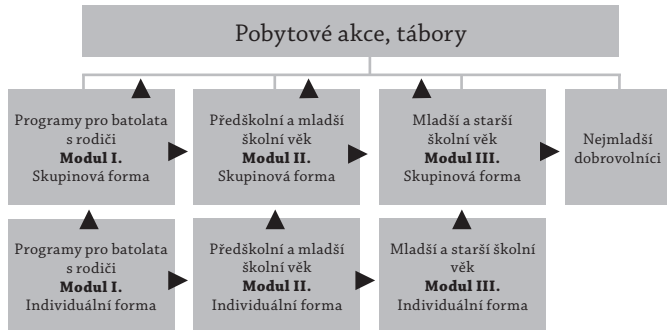 Pobytové akce, tábory
Programy pro batolata
s rodiči
Modul I.
Skupinová forma
Předškolní a mladší
školní věk
Modul II.
Skupinová forma
Mladší a starší
školní věk
Modul III.
Skupinová forma
Nejmladší
dobrovolníci
Programy pro batolata
s rodiči
Modul I.
Individuální forma
Předškolní a mladší
školní věk
Modul II.
Individuální forma
Mladší a starší školní
věk
Modul III.
Individuální forma